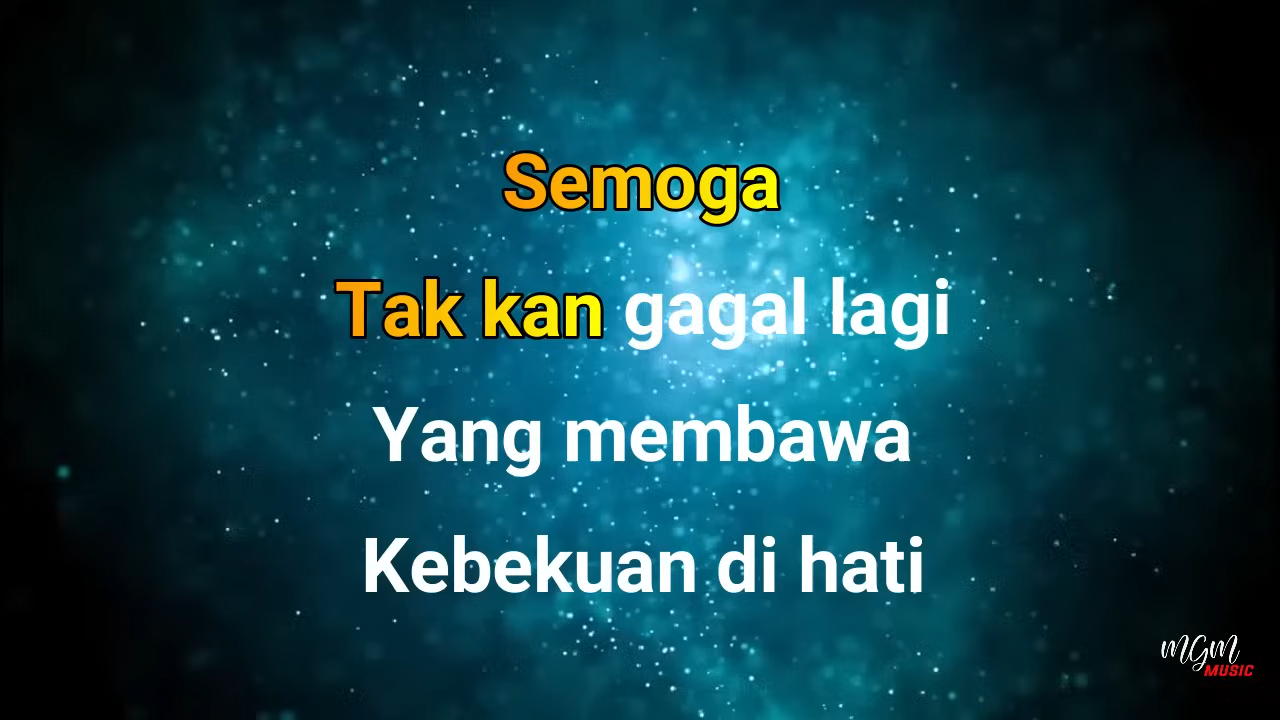 Semoga
Tak kan gagal lagi
Yang membawa
Kebekuan di hati
MGM
MUSIC